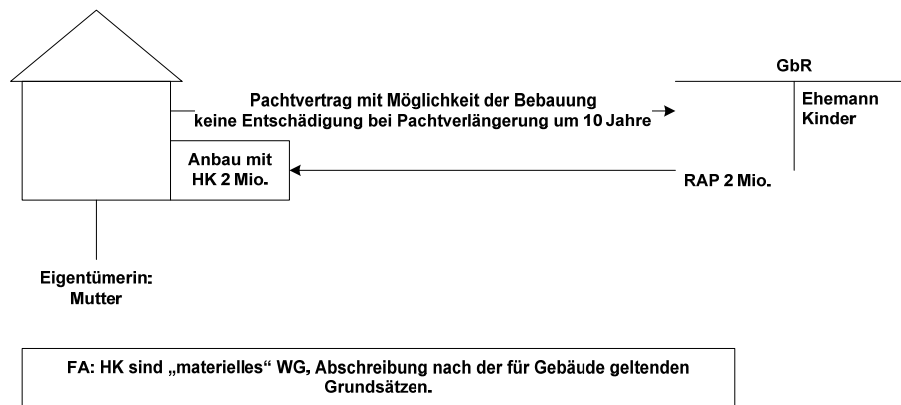 GbR
Pachtvertrag mit Möglichkeit der Bebauung
keine Entschädigung bei Pachtverlängerung um 10 Jahre
Ehemann
Kinder
Anbau mit
HK 2 Mio.
RAP 2 Mio.
Eigentümerin:
Mutter
FA: HK sind „materielles“ WG, Abschreibung nach der für Gebäude geltenden
Grundsätzen.